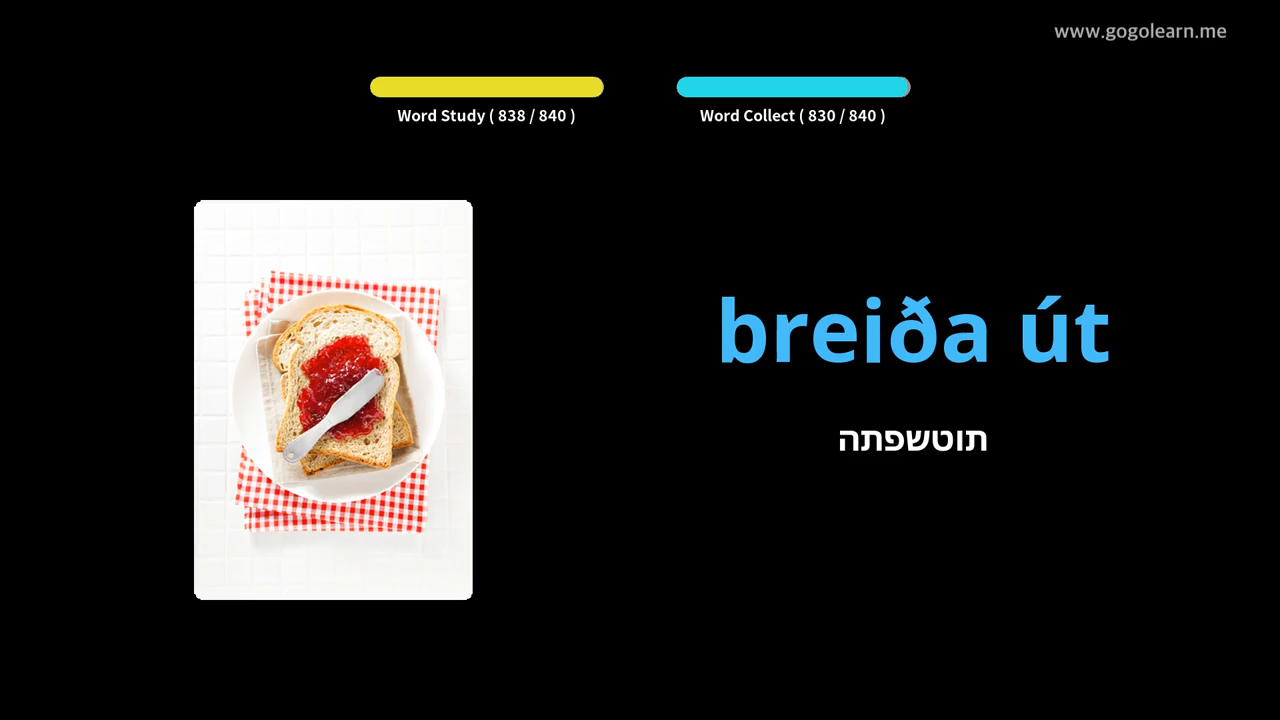 www.gogolearn.me
Word Study ( 838 / 840 )
Word Collect ( 830 / 840 )
breiða út
תוטשפתה